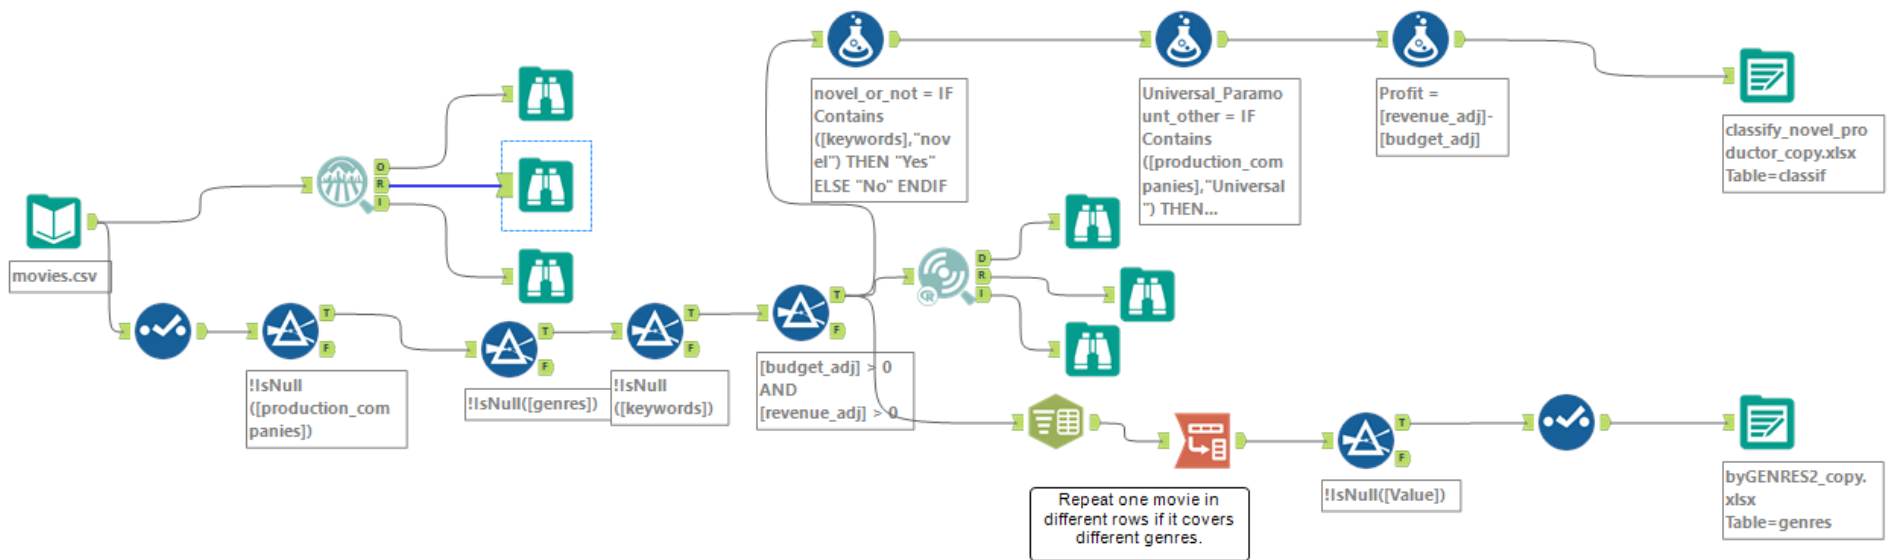 movies.csv
O
R
I
T
F
!IsNull
([production_com
panies])
T
F
!IsNull([genres])
T
F
!IsNull
([keywords])
T
F
[budget_adj] > 0
AND
[revenue_adj] > 0
novel_or_not = IF
Contains
([keywords],"nov
el") THEN "Yes"
ELSE "No" ENDIF
Universal_Paramo
unt_other = IF
Contains
([production_com
panies],"Universal
") THEN...
Profit =
[revenue_adj]-
[budget_adj]
classify_novel_pro
ductor_copy.xlsx
Table=classif
D
R
I
R
Repeat one movie in
different rows if it covers
different genres.
T
F
!IsNull([Value])
byGENRES2_copy.
xlsx
Table=genres